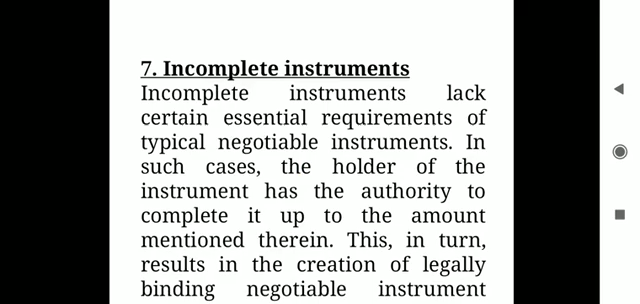 7. Incomplete instruments
Incomplete instruments lack
certain essential requirements of
typical negotiable instruments. In
such cases, the holder of the
instrument has the authority to
complete it up to the amount
mentioned therein. This, in turn,
results in the creation of legally
binding negotiable instrument